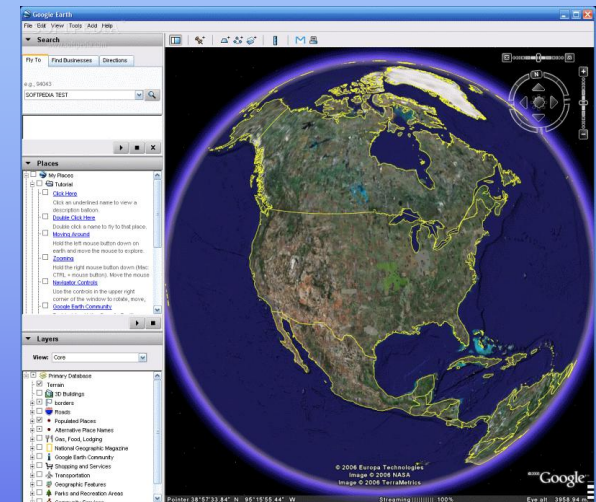 Google Earth
File Edit View Tools Add Help
Search
Fly To Find Businesses Directions
e.g., 94043
SOFTPEDIA TEST
Places
My Places
Tutorial
Click Here
Click an underlined name to view a
description balloon.
Double Click Here
Double click a name to fly to that place.
Moving Around
Hold the left mouse button down on
earth and move the mouse to explore.
Zooming
Hold the right mouse button down (Mac:
CTRL + mouse button). Move the mouse
Navigator Controls
Use the controls in the upper right
corner of the window to rotate, move,
Google Earth Community
Layers
View: Core
Primary Database
Terrain
3D Buildings
borders
Roads
Populated Places
Alternative Place Names
Gas, Food, Lodging
National Geographic Magazine
Google Earth Community
Shopping and Services
Transportation
Geographic Features
Parks and Recreation Areas
N
© 2006 Europa Technologies
Image © 2006 NASA
Image © 2006 TerraMetrics
Google
Pointer 38°57'33.84" N 95°15'55.44" W Streaming |||||||||| 100% Eye alt 3958.94 m